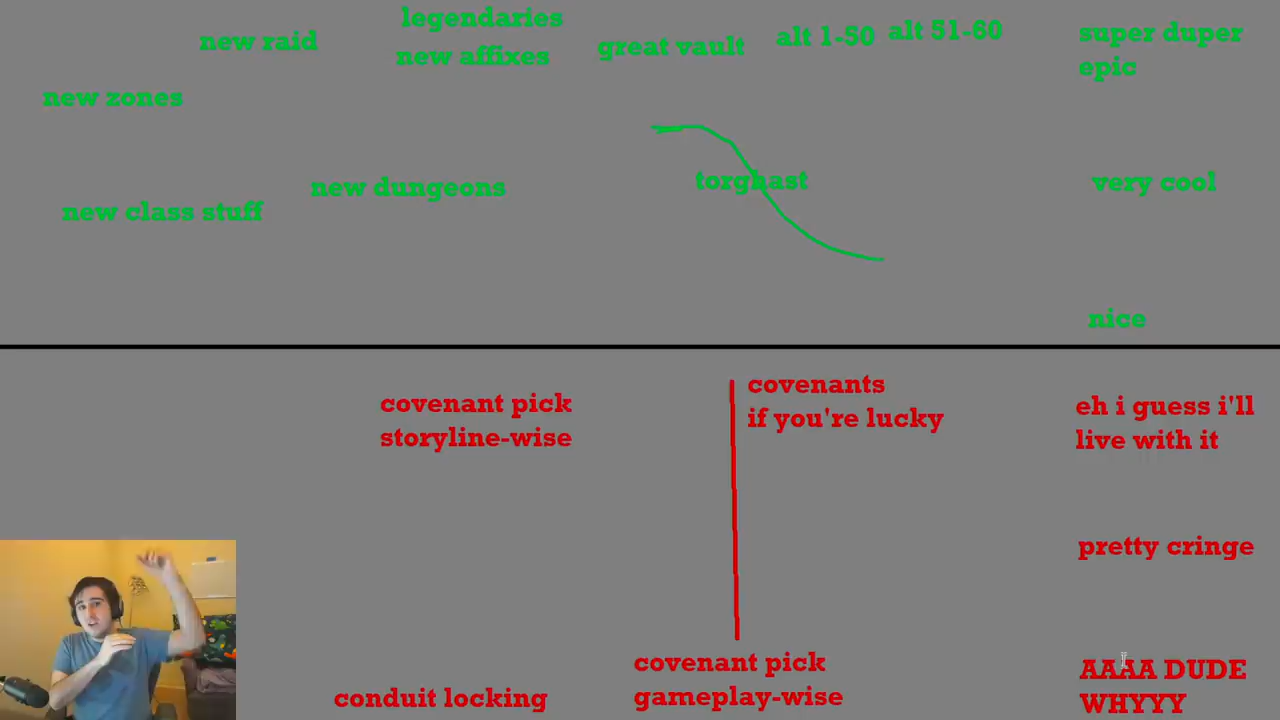 legendaries
new raid
new affixes
great vault
alt 1-50
alt 51-60
super duper
epic
new zones
torghast
very cool
new dungeons
new class stuff
nice
covenant pick
storyline-wise
covenants
if you're lucky
eh i guess i'll
live with it
pretty cringe
covenant pick
gameplay-wise
conduit locking
AAAA DUDE
WHYYY